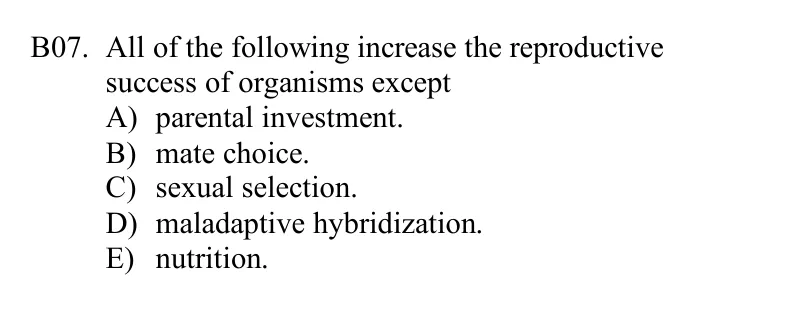 B07. All of the following increase the reproductive
success of organisms except
A) parental investment.
B) mate choice.
C) sexual selection.
D) maladaptive hybridization.
E) nutrition.